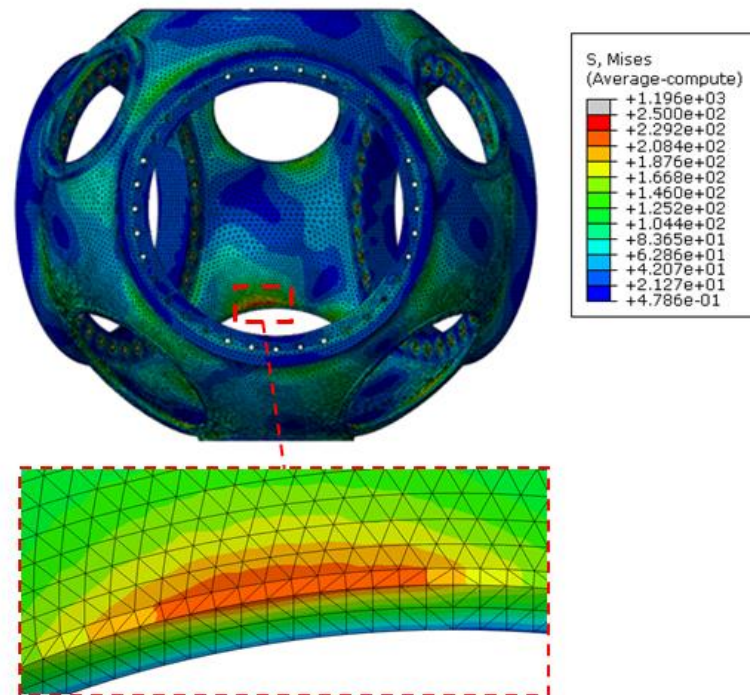 S, Mises
(Average-compute)
+1.196e+03
+2.500e+02
+2.292e+02
+2.084e+02
+1.876e+02
+1.668e+02
+1.460e+02
+1.252e+02
+1.044e+02
+8.365e+01
+6.286e+01
+4.207e+01
+2.127e+01
+4.786e-01